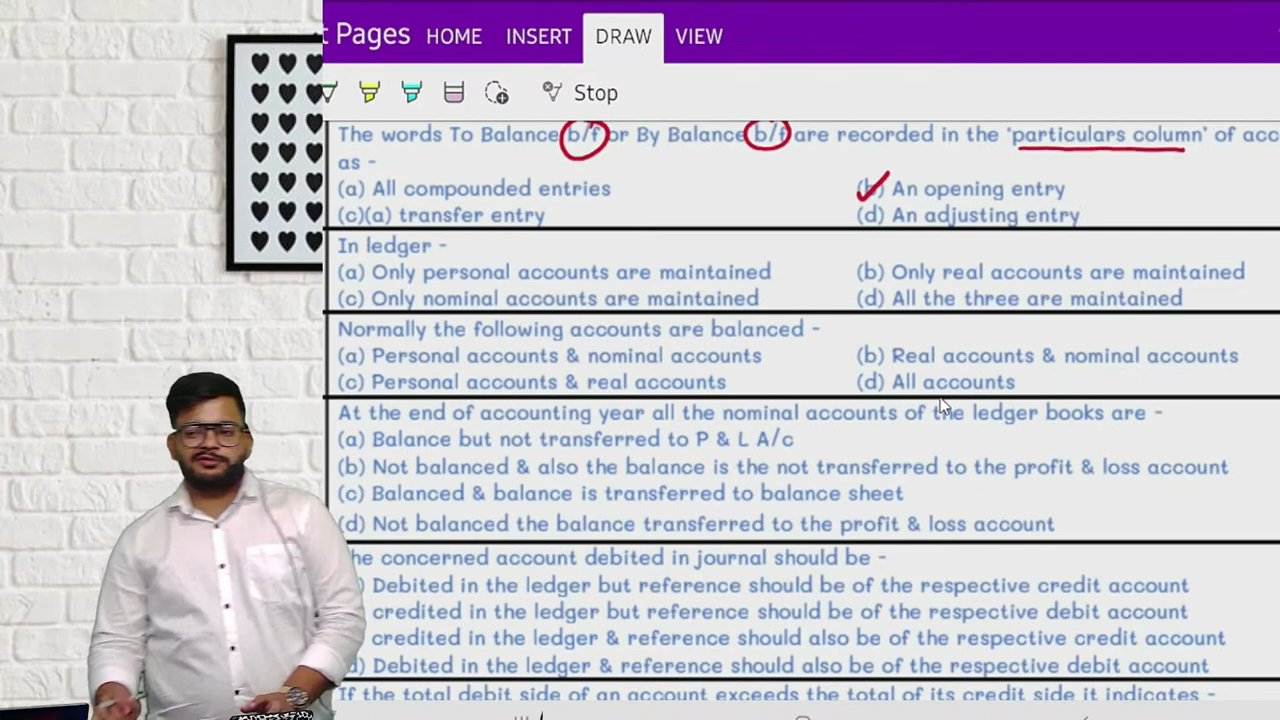 t Pages HOME INSERT DRAW VIEW
Stop
The words To Balance b/f or By Balance b/f are recorded in the 'particulars column' of acc
as -
(a) All compounded entries (b) An opening entry
(c)(a) transfer entry (d) An adjusting entry
In ledger -
(a) Only personal accounts are maintained (b) Only real accounts are maintained
(c) Only nominal accounts are maintained (d) All the three are maintained
Normally the following accounts are balanced -
(a) Personal accounts & nominal accounts (b) Real accounts & nominal accounts
(c) Personal accounts & real accounts (d) All accounts
At the end of accounting year all the nominal accounts of the ledger books are -
(a) Balance but not transferred to P & L A/c
(b) Not balanced & also the balance is the not transferred to the profit & loss account
(c) Balanced & balance is transferred to balance sheet
(d) Not balanced the balance transferred to the profit & loss account
he concerned account debited in journal should be -
) Debited in the ledger but reference should be of the respective credit account
credited in the ledger but reference should be of the respective debit account
credited in the ledger & reference should also be of the respective credit account
) Debited in the ledger & reference should also be of the respective debit account
If the total debit side of an account exceeds the total of its credit side it indicates -